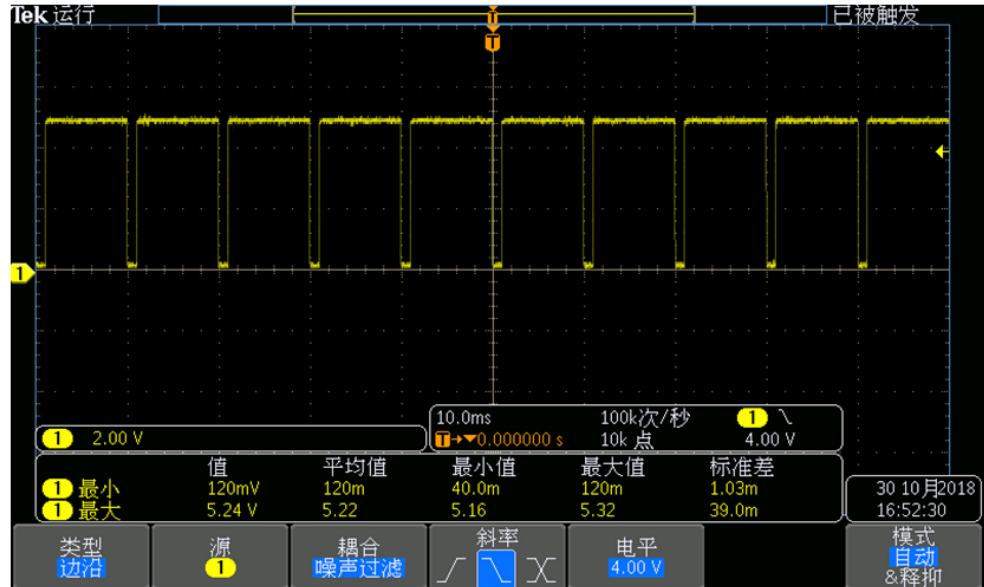 Tek 运行
T
已被触发
T
1
10.0ms 100k次/秒 1
1 2.00 V
T→▼0.000000 s 10k 点 4.00 V
值 平均值 最小值 最大值 标准差
1 最小 120mV 120m 40.0m 120m 1.03m
1 最大 5.24 V 5.22 5.16 5.32 39.0m
30 10月2018
16:52:30
类型
边沿
源
1
耦合
噪声过滤
斜率
电平
4.00 V
模式
自动
&释抑